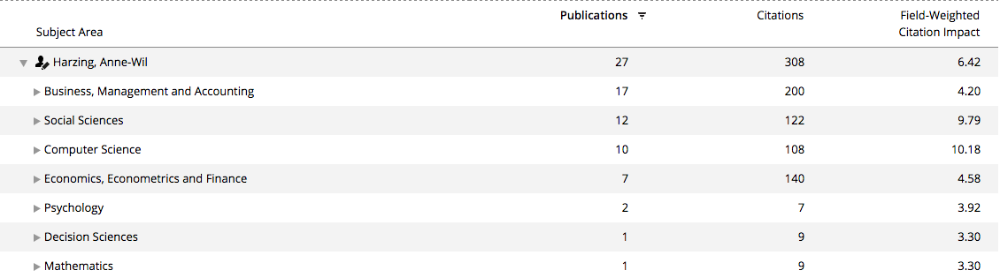 Subject Area Publications Citations Field-Weighted Citation Impact
Harzing, Anne-Wil 27 308 6.42
Business, Management and Accounting 17 200 4.20
Social Sciences 12 122 9.79
Computer Science 10 108 10.18
Economics, Econometrics and Finance 7 140 4.58
Psychology 2 7 3.92
Decision Sciences 1 9 3.30
Mathematics 1 9 3.30